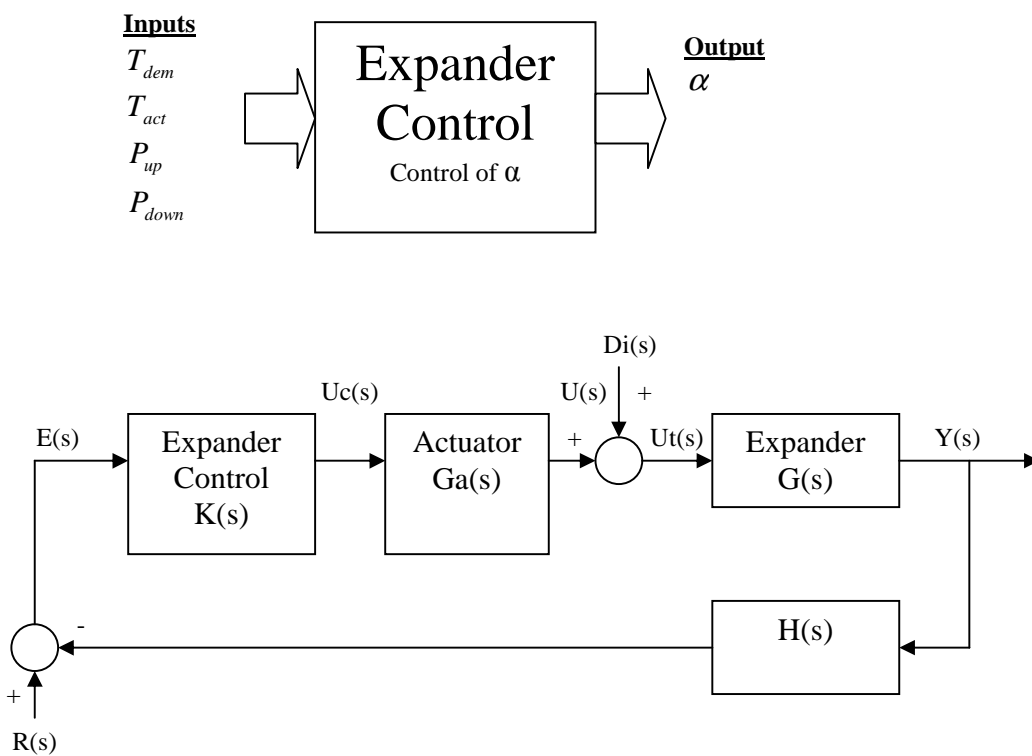 Inputs
T_dem
T_act
P_up
P_down
Expander
Control
Control of α
Output
α
Di(s)
Uc(s)
U(s)
+
E(s)
Expander
Control
K(s)
Actuator
Ga(s)
+
Ut(s)
Expander
G(s)
Y(s)
-
H(s)
+
R(s)